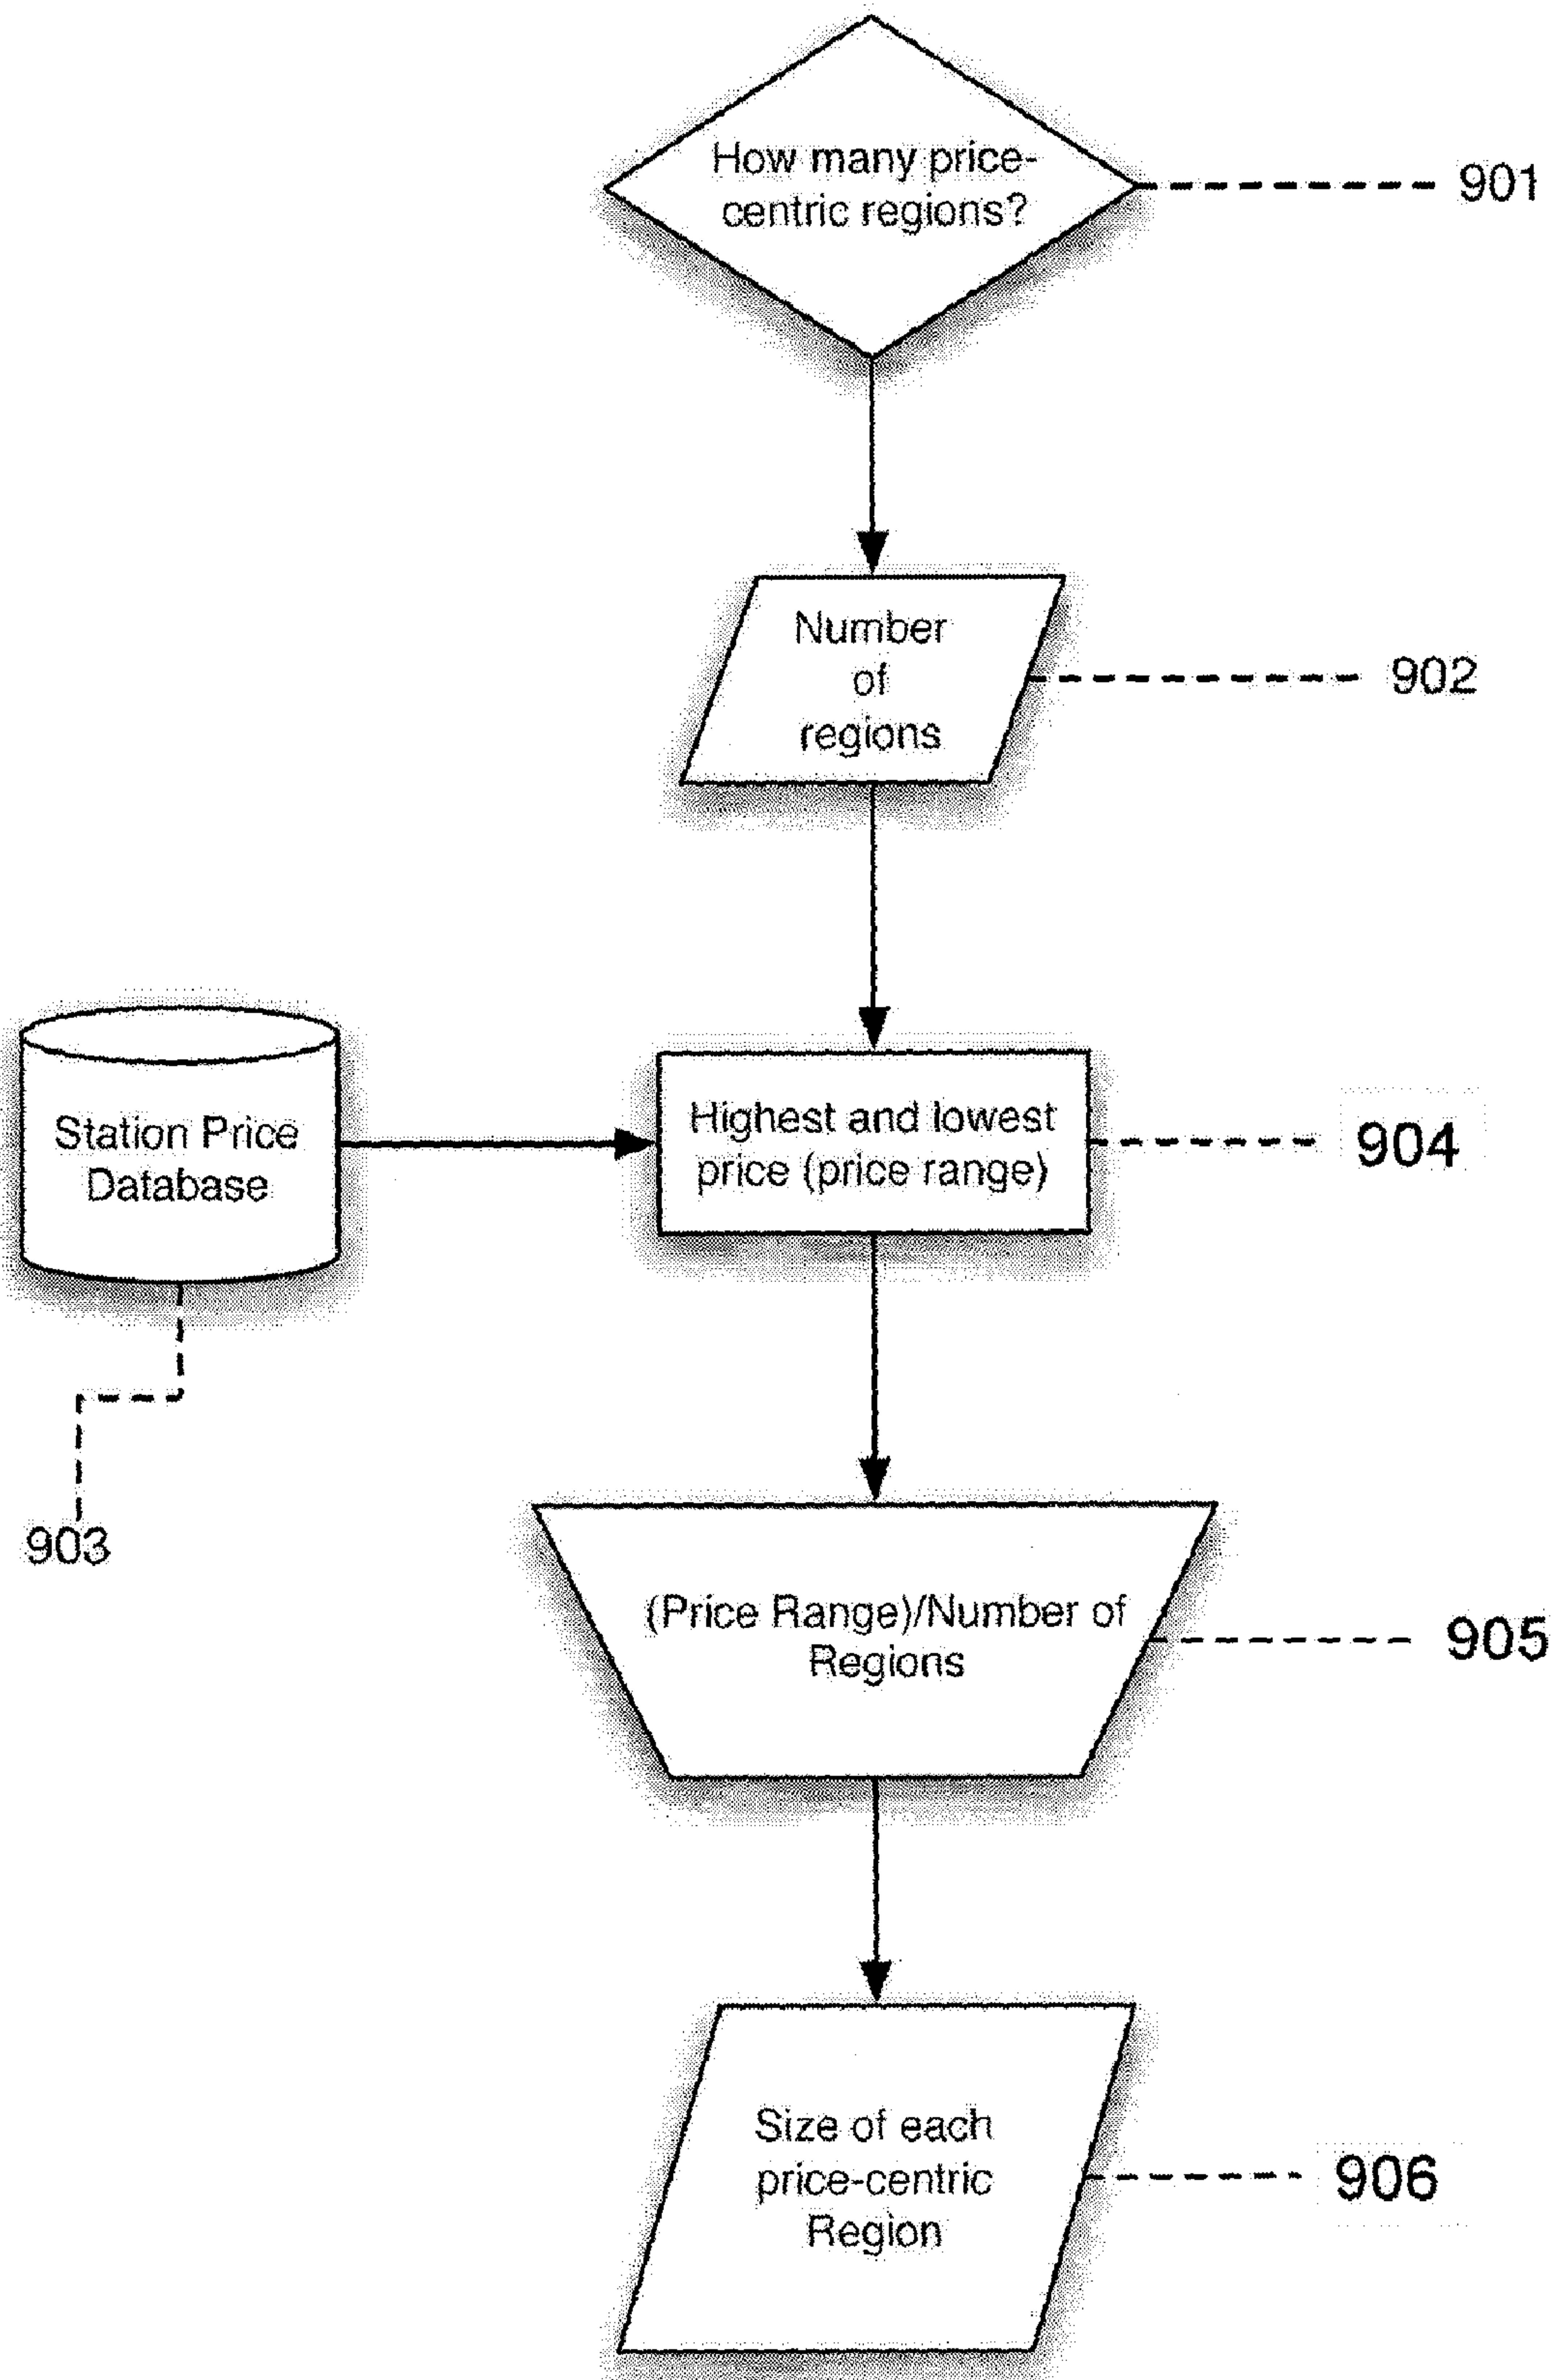 How many price-
centric regions?
901
Number
of
regions
902
Station Price
Database
903
Highest and lowest
price (price range)
904
(Price Range)/Number of
Regions
905
Size of each
price-centric
Region
906